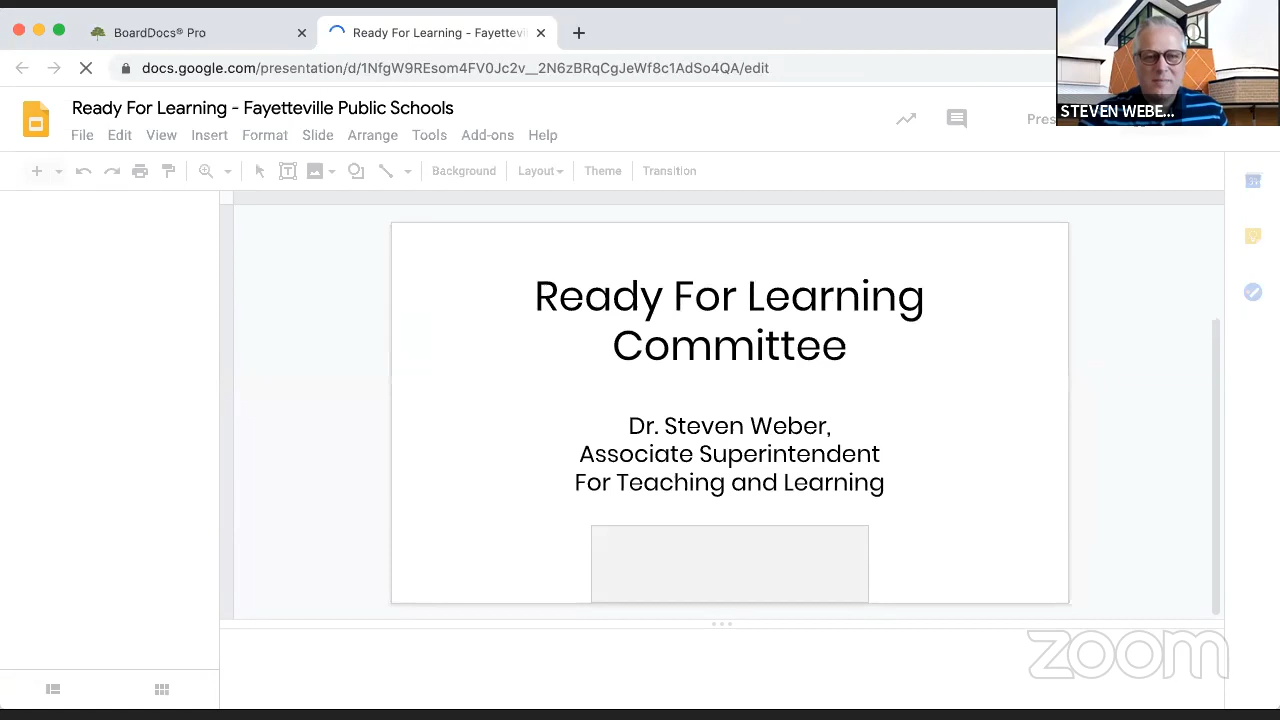 BoardDocs® Pro
Ready For Learning - Fayettevi
docs.google.com/presentation/d/1NfgW9REsom4FV0Jc2v__2N6zBRqCgJeWf8c1AdSo4QA/edit
STEVEN WEBE...
Ready For Learning - Fayetteville Public Schools
File Edit View Insert Format Slide Arrange Tools Add-ons Help
Pres
Background Layout Theme Transition
Ready For Learning
Committee
Dr. Steven Weber,
Associate Superintendent
For Teaching and Learning
zoom